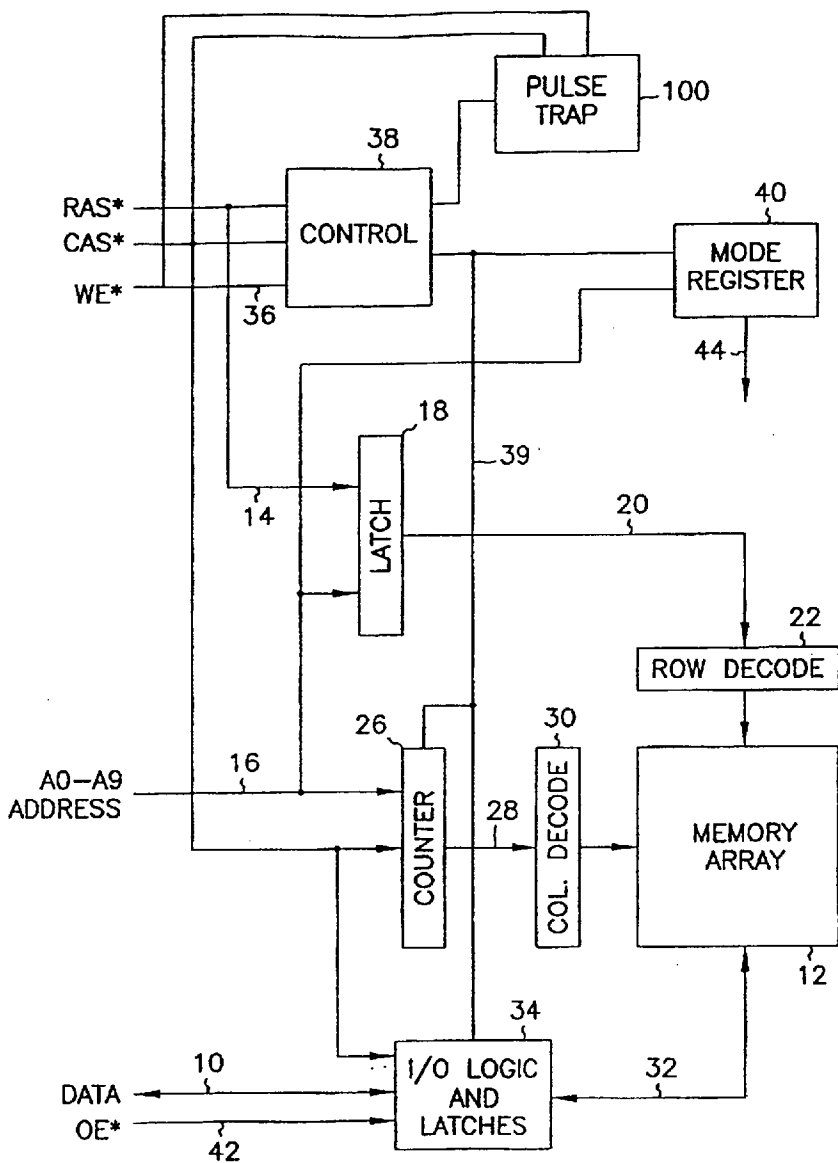 PULSE
TRAP
100
38
RAS*
CAS*
WE*
36
CONTROL
40
MODE
REGISTER
44
18
39
14
LATCH
20
22
ROW DECODE
26
30
A0-A9
ADDRESS
16
28
COUNTER
COL. DECODE
MEMORY
ARRAY
12
34
DATA
10
I/O LOGIC
AND
LATCHES
32
OE*
42